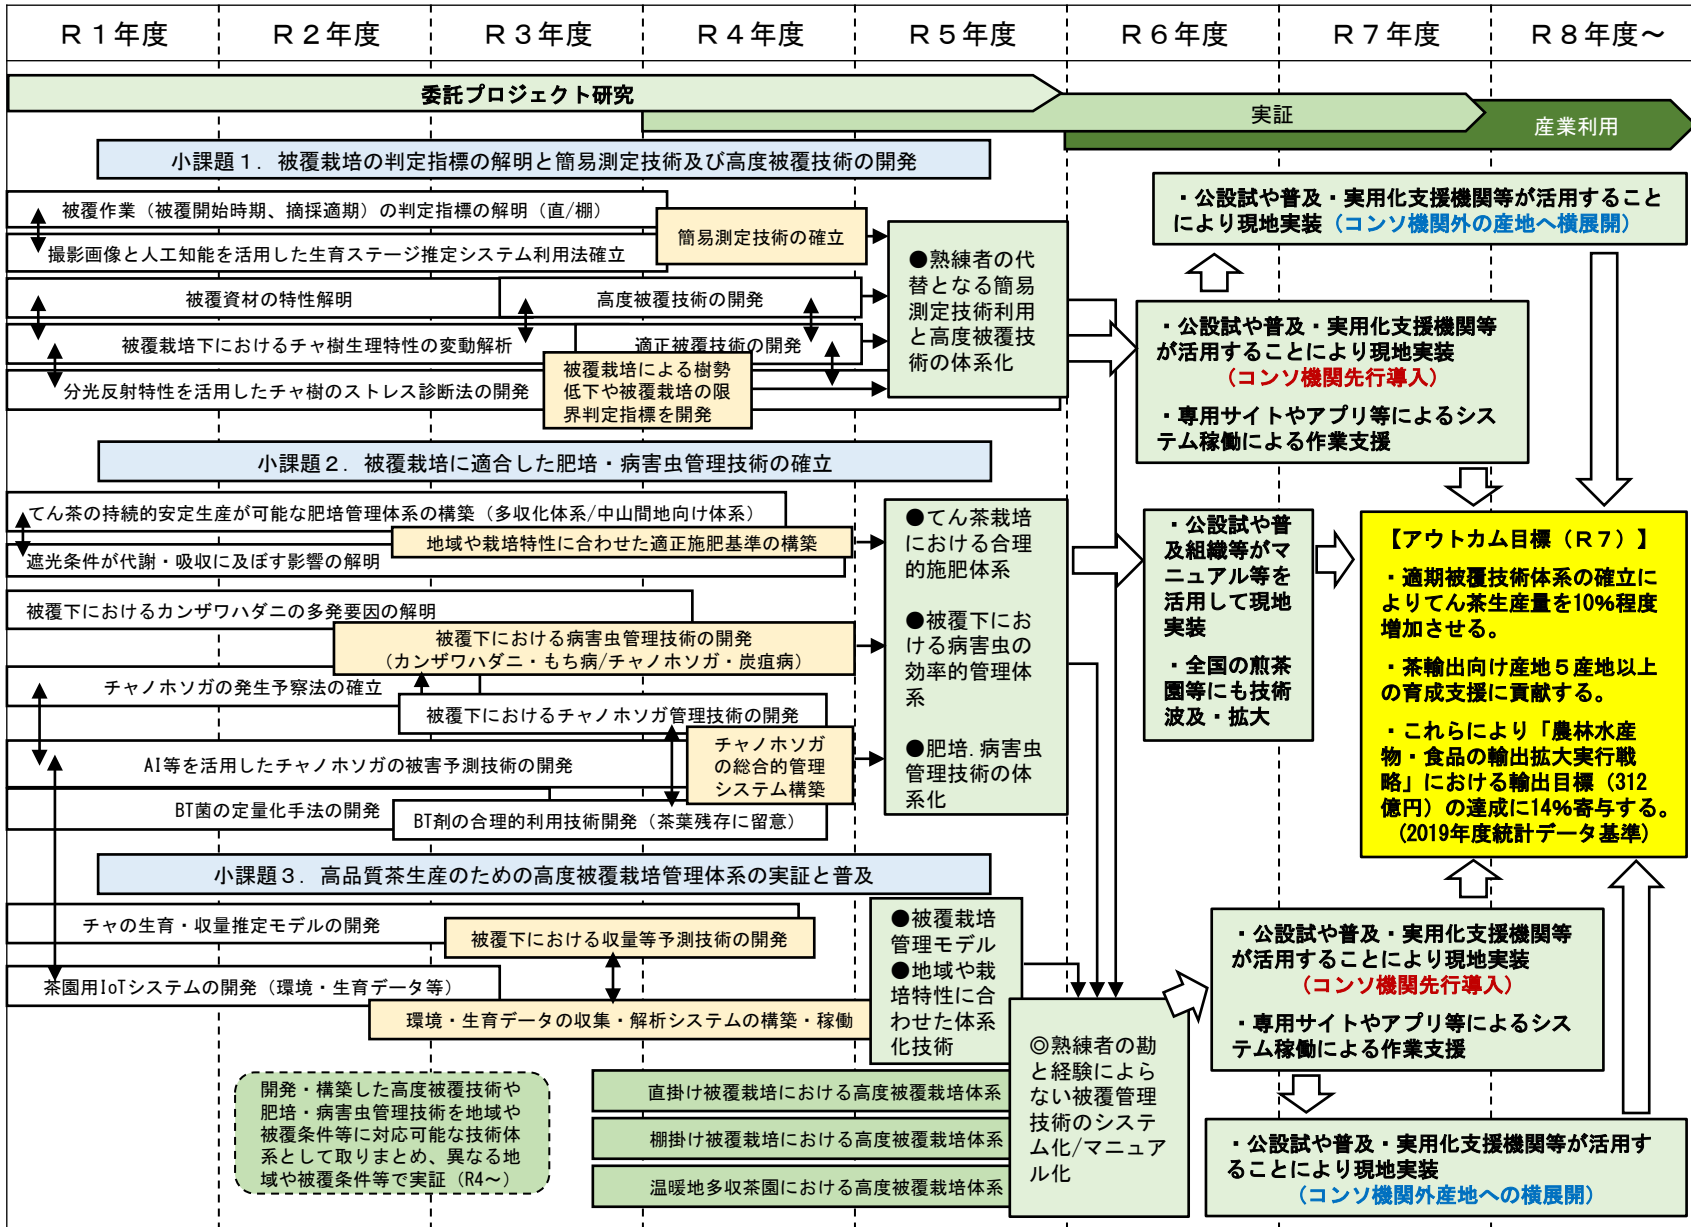 Ｒ１年度
Ｒ２年度
Ｒ３年度
Ｒ４年度
Ｒ５年度
Ｒ６年度
Ｒ７年度
Ｒ８年度～
委託プロジェクト研究
実証
産業利用
小課題１．被覆栽培の判定指標の解明と簡易測定技術及び高度被覆技術の開発
被覆作業（被覆開始時期、摘採適期）の判定指標の解明（直/棚）
撮影画像と人工知能を活用した生育ステージ推定システム利用法確立
簡易測定技術の確立
被覆資材の特性解明
高度被覆技術の開発
被覆栽培下におけるチャ樹生理特性の変動解析
適正被覆技術の開発
分光反射特性を活用したチャ樹のストレス診断法の開発
被覆栽培による樹勢
低下や被覆栽培の限
界判定指標を開発
●熟練者の代
替となる簡易
測定技術利用
と高度被覆技
術の体系化
・公設試や普及・実用化支援機関等が活用すること
により現地実装（コンソ機関外の産地へ横展開）
・公設試や普及・実用化支援機関等
が活用することにより現地実装
（コンソ機関先行導入）
・専用サイトやアプリ等によるシス
テム稼働による作業支援
小課題２．被覆栽培に適合した肥培・病害虫管理技術の確立
てん茶の持続的安定生産が可能な肥培管理体系の構築（多収化体系/中山間地向け体系）
地域や栽培特性に合わせた適正施肥基準の構築
遮光条件が代謝・吸収に及ぼす影響の解明
被覆下におけるカンザワハダニの多発要因の解明
被覆下における病害虫管理技術の開発
（カンザワハダニ・もち病/チャノホソガ・炭疽病）
チャノホソガの発生予察法の確立
被覆下におけるチャノホソガ管理技術の開発
AI等を活用したチャノホソガの被害予測技術の開発
チャノホソガ
の総合的管理
システム構築
BT菌の定量化手法の開発
BT剤の合理的利用技術開発（茶葉残存に留意）
●てん茶栽培
における合理
的施肥体系
●被覆下にお
ける病害虫の
効率的管理体
系
●肥培．病害虫
管理技術の体
系化
・公設試や普
及組織等がマ
ニュアル等を
活用して現地
実装
・全国の煎茶
園等にも技術
波及・拡大
【アウトカム目標（Ｒ７）】
・適期被覆技術体系の確立に
よりてん茶生産量を10％程度
増加させる。
・茶輸出向け産地５産地以上
の育成支援に貢献する。
・これらにより「農林水産
物・食品の輸出拡大実行戦
略」における輸出目標（312
億円）の達成に14％寄与する。
（2019年度統計データ基準）
小課題３．高品質茶生産のための高度被覆栽培管理体系の実証と普及
チャの生育・収量推定モデルの開発
被覆下における収量等予測技術の開発
茶園用IoTシステムの開発（環境・生育データ等）
環境・生育データの収集・解析システムの構築・稼働
●被覆栽培
管理モデル
●地域や栽
培特性に合
わせた体系
化技術
開発・構築した高度被覆技術や
肥培・病害虫管理技術を地域や
被覆条件等に対応可能な技術体
系として取りまとめ、異なる地
域や被覆条件等で実証（R4～）
直掛け被覆栽培における高度被覆栽培体系
棚掛け被覆栽培における高度被覆栽培体系
温暖地多収茶園における高度被覆栽培体系
◎熟練者の勘
と経験によら
ない被覆管理
技術のシステ
ム化/マニュア
ル化
・公設試や普及・実用化支援機関等
が活用することにより現地実装
（コンソ機関先行導入）
・専用サイトやアプリ等によるシス
テム稼働による作業支援
・公設試や普及・実用化支援機関等が活用す
ることにより現地実装
（コンソ機関外産地への横展開）